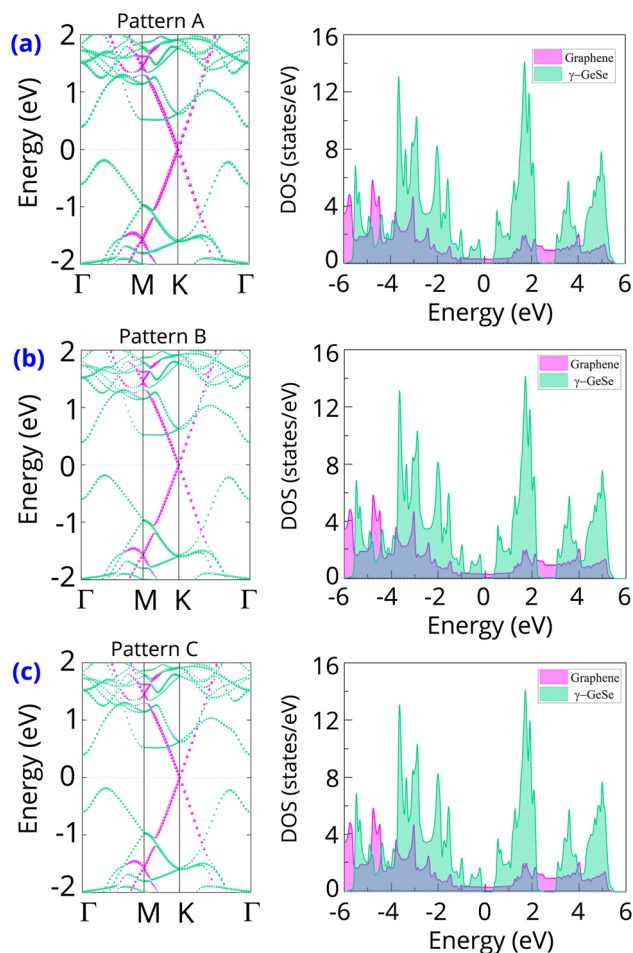 (a)
Pattern A
Energy (eV)
2
1
0
-1
-2
Γ M K Γ
DOS (states/eV)
16
12
8
4
0
Graphene
γ−GeSe
-6 -4 -2 0 2 4 6
Energy (eV)
(b)
Pattern B
Energy (eV)
2
1
0
-1
-2
Γ M K Γ
DOS (states/eV)
16
12
8
4
0
Graphene
γ−GeSe
-6 -4 -2 0 2 4 6
Energy (eV)
(c)
Pattern C
Energy (eV)
2
1
0
-1
-2
Γ M K Γ
DOS (states/eV)
16
12
8
4
0
Graphene
γ−GeSe
-6 -4 -2 0 2 4 6
Energy (eV)